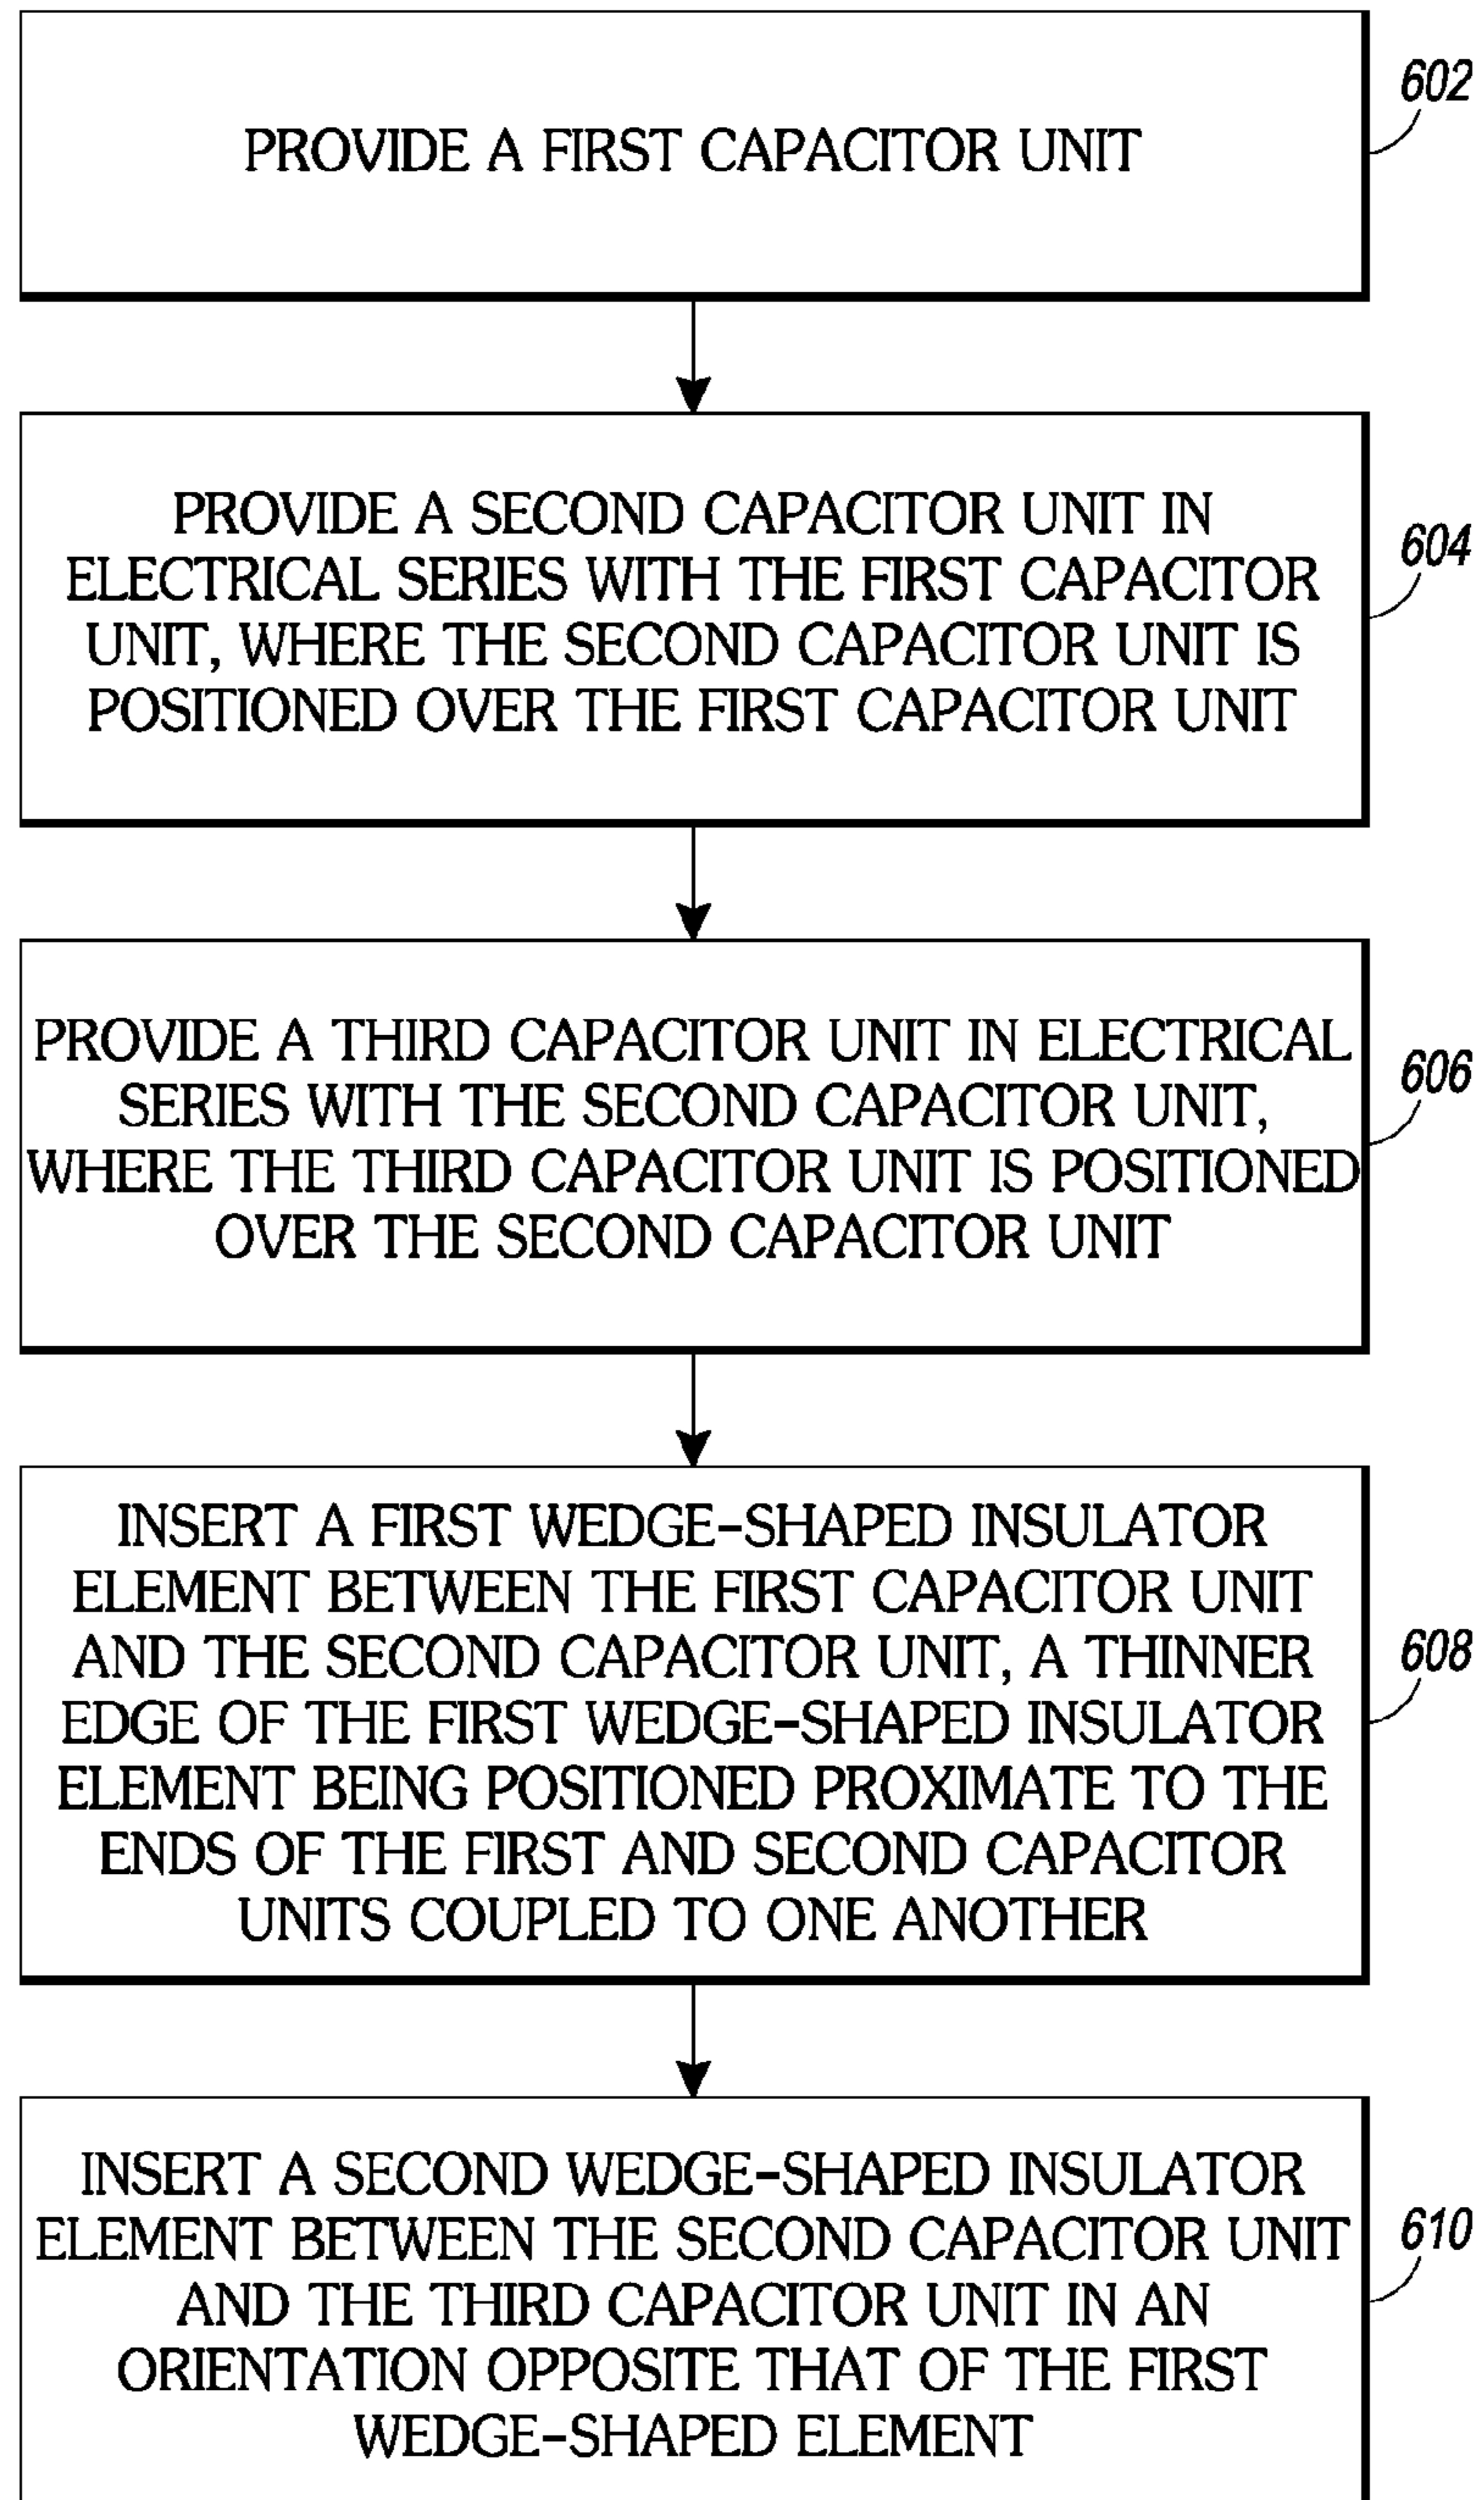 PROVIDE A FIRST CAPACITOR UNIT
602
PROVIDE A SECOND CAPACITOR UNIT IN
ELECTRICAL SERIES WITH THE FIRST CAPACITOR
UNIT, WHERE THE SECOND CAPACITOR UNIT IS
POSITIONED OVER THE FIRST CAPACITOR UNIT
604
PROVIDE A THIRD CAPACITOR UNIT IN ELECTRICAL
SERIES WITH THE SECOND CAPACITOR UNIT,
WHERE THE THIRD CAPACITOR UNIT IS POSITIONED
OVER THE SECOND CAPACITOR UNIT
606
INSERT A FIRST WEDGE-SHAPED INSULATOR
ELEMENT BETWEEN THE FIRST CAPACITOR UNIT
AND THE SECOND CAPACITOR UNIT, A THINNER
EDGE OF THE FIRST WEDGE-SHAPED INSULATOR
ELEMENT BEING POSITIONED PROXIMATE TO THE
ENDS OF THE FIRST AND SECOND CAPACITOR
UNITS COUPLED TO ONE ANOTHER
608
INSERT A SECOND WEDGE-SHAPED INSULATOR
ELEMENT BETWEEN THE SECOND CAPACITOR UNIT
AND THE THIRD CAPACITOR UNIT IN AN
ORIENTATION OPPOSITE THAT OF THE FIRST
WEDGE-SHAPED ELEMENT
610